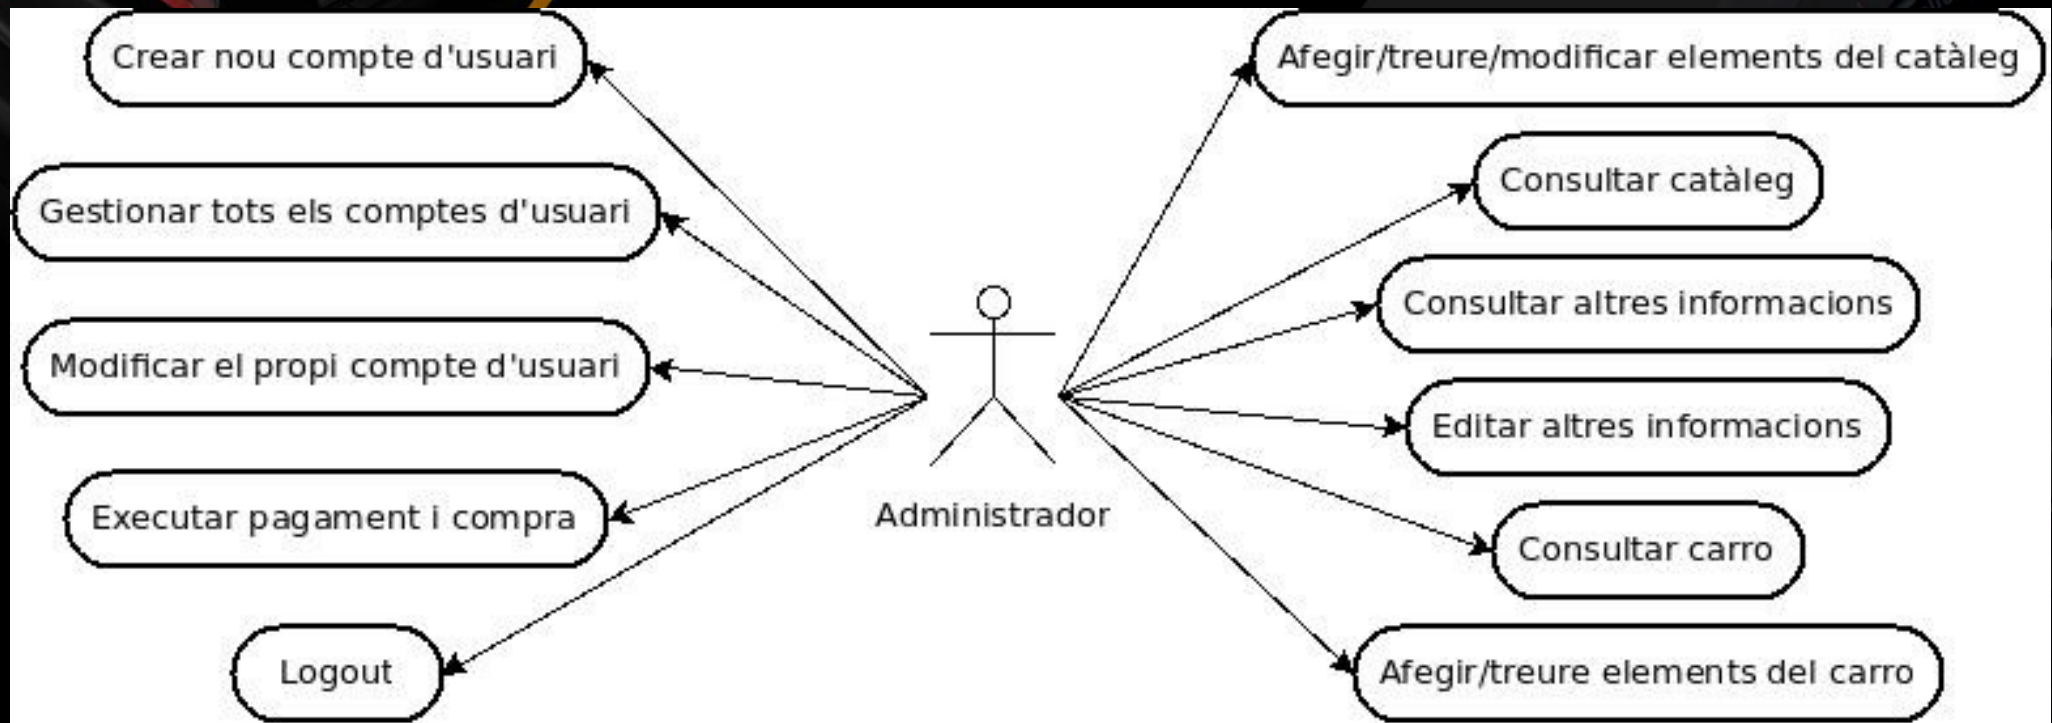 Crear nou compte d'usuari
Gestionar tots els comptes d'usuari
Modificar el propi compte d'usuari
Executar pagament i compra
Logout
Administrador
Afegir/treure/modificar elements del catàleg
Consultar catàleg
Consultar altres informacions
Editar altres informacions
Consultar carro
Afegir/treure elements del carro